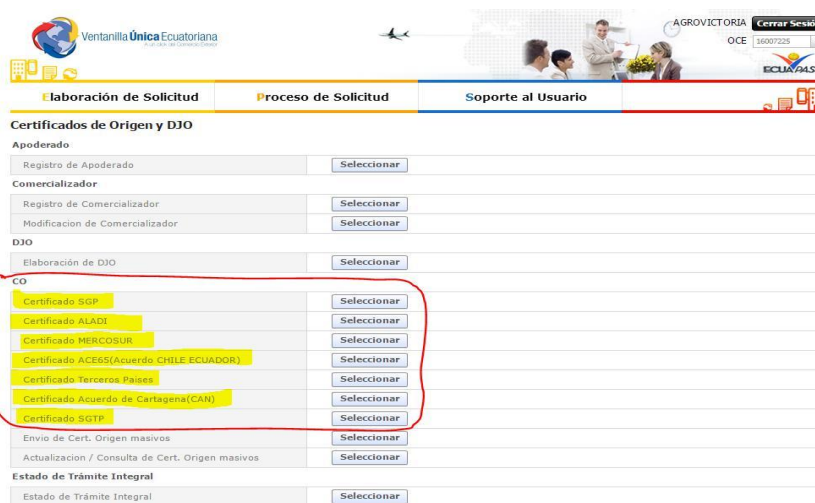 Ventanilla Única Ecuatoriana
AGROVICTORIA Cerrar Sesió
OCE 16007225
ECUAPASS
Elaboración de Solicitud Proceso de Solicitud Soporte al Usuario
Certificados de Origen y DJO
Apoderado
Registro de Apoderado Seleccionar
Comercializador
Registro de Comercializador Seleccionar
Modificacion de Comercializador Seleccionar
DJO
Elaboración de DJO Seleccionar
CO
Certificado SGP Seleccionar
Certificado ALADI Seleccionar
Certificado MERCOSUR Seleccionar
Certificado ACE65(Acuerdo CHILE ECUADOR) Seleccionar
Certificado Terceros Paises Seleccionar
Certificado Acuerdo de Cartagena(CAN) Seleccionar
Certificado SGTP Seleccionar
Envio de Cert. Origen masivos Seleccionar
Actualizacion / Consulta de Cert. Origen masivos Seleccionar
Estado de Trámite Integral
Estado de Trámite Integral Seleccionar